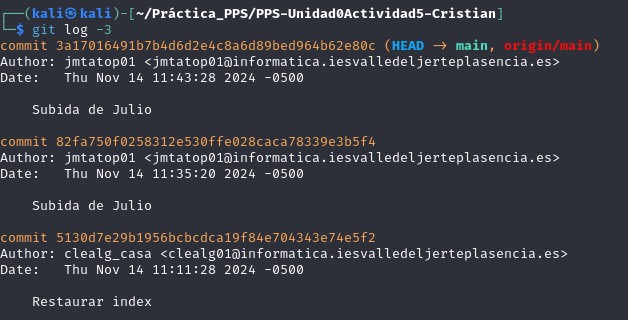 ┌──(kali㉿kali)-[~/Práctica_PPS/PPS-Unidad0Actividad5-Cristian]
└─$ git log -3
commit 3a17016491b7b4d6d2e4c8a6d89bed964b62e80c (HEAD -> main, origin/main)
Author: jmtatop01 <jmtatop01@informatica.iesvalledeljerteplasencia.es>
Date:   Thu Nov 14 11:43:28 2024 -0500
Subida de Julio
commit 82fa750f0258312e530ffe028caca78339e3b5f4
Author: jmtatop01 <jmtatop01@informatica.iesvalledeljerteplasencia.es>
Date:   Thu Nov 14 11:35:20 2024 -0500
Subida de Julio
commit 5130d7e29b1956bcbcdca19f84e704343e74e5f2
Author: clealg_casa <clealg01@informatica.iesvalledeljerteplasencia.es>
Date:   Thu Nov 14 11:11:28 2024 -0500
Restaurar index